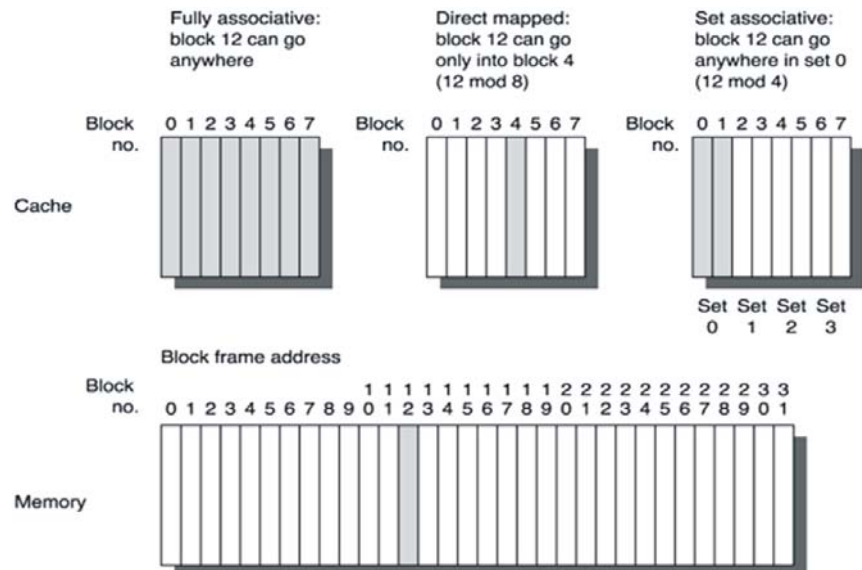 Fully associative:
block 12 can go
anywhere
Direct mapped:
block 12 can go
only into block 4
(12 mod 8)
Set associative:
block 12 can go
anywhere in set 0
(12 mod 4)
Block
no.
0 1 2 3 4 5 6 7
Block
no.
0 1 2 3 4 5 6 7
Block
no.
0 1 2 3 4 5 6 7
Cache
Set Set Set Set
0 1 2 3
Block frame address
Block
no.
1 1 1 1 1 1 1 1 1 1 2 2 2 2 2 2 2 2 2 2 3 3
0 1 2 3 4 5 6 7 8 9 0 1 2 3 4 5 6 7 8 9 0 1 2 3 4 5 6 7 8 9 0 1
Memory